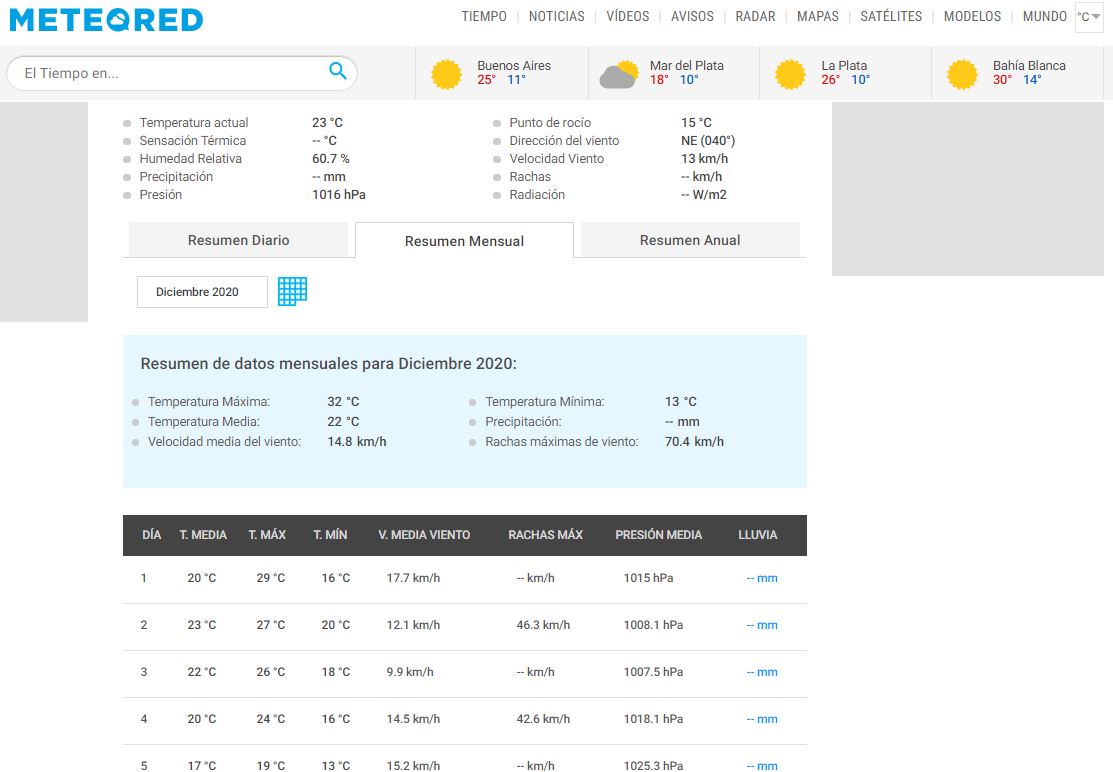 METEORED
TIEMPO | NOTICIAS | VÍDEOS | AVISOS | RADAR | MAPAS | SATÉLITES | MODELOS | MUNDO °C
El Tiempo en...
Buenos Aires
25° 11°
Mar del Plata
18° 10°
La Plata
26° 10°
Bahía Blanca
30° 14°
Temperatura actual 23 °C
Sensación Térmica -- °C
Humedad Relativa 60.7 %
Precipitación -- mm
Presión 1016 hPa
Punto de rocío 15 °C
Dirección del viento NE (040°)
Velocidad Viento 13 km/h
Rachas -- km/h
Radiación -- W/m2
Resumen Diario Resumen Mensual Resumen Anual
Diciembre 2020
Resumen de datos mensuales para Diciembre 2020:
Temperatura Máxima: 32 °C
Temperatura Media: 22 °C
Velocidad media del viento: 14.8 km/h
Temperatura Mínima: 13 °C
Precipitación: -- mm
Rachas máximas de viento: 70.4 km/h
DÍA T. MEDIA T. MÁX T. MÍN V. MEDIA VIENTO RACHAS MÁX PRESIÓN MEDIA LLUVIA
1 20 °C 29 °C 16 °C 17.7 km/h -- km/h 1015 hPa -- mm
2 23 °C 27 °C 20 °C 12.1 km/h 46.3 km/h 1008.1 hPa -- mm
3 22 °C 26 °C 18 °C 9.9 km/h -- km/h 1007.5 hPa -- mm
4 20 °C 24 °C 16 °C 14.5 km/h 42.6 km/h 1018.1 hPa -- mm
5 17 °C 19 °C 13 °C 15.2 km/h -- km/h 1025.3 hPa -- mm